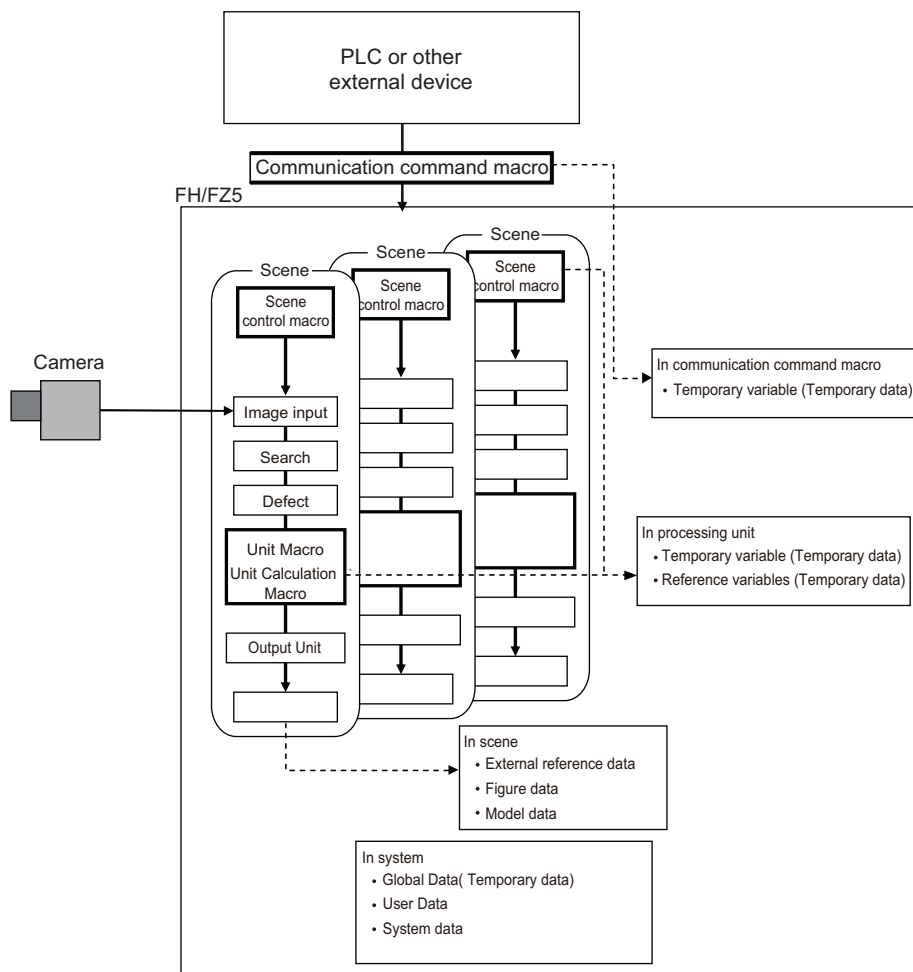 PLC or other
external device
Communication command macro
FH/FZ5
Scene
Scene
Scene
Scene
control macro
Scene
control macro
Scene
control macro
Camera
Image input
Search
Defect
Unit Macro
Unit Calculation
Macro
Output Unit
In communication command macro
• Temporary variable (Temporary data)
In processing unit
• Temporary variable (Temporary data)
• Reference variables (Temporary data)
In scene
• External reference data
• Figure data
• Model data
In system
• Global Data( Temporary data)
• User Data
• System data